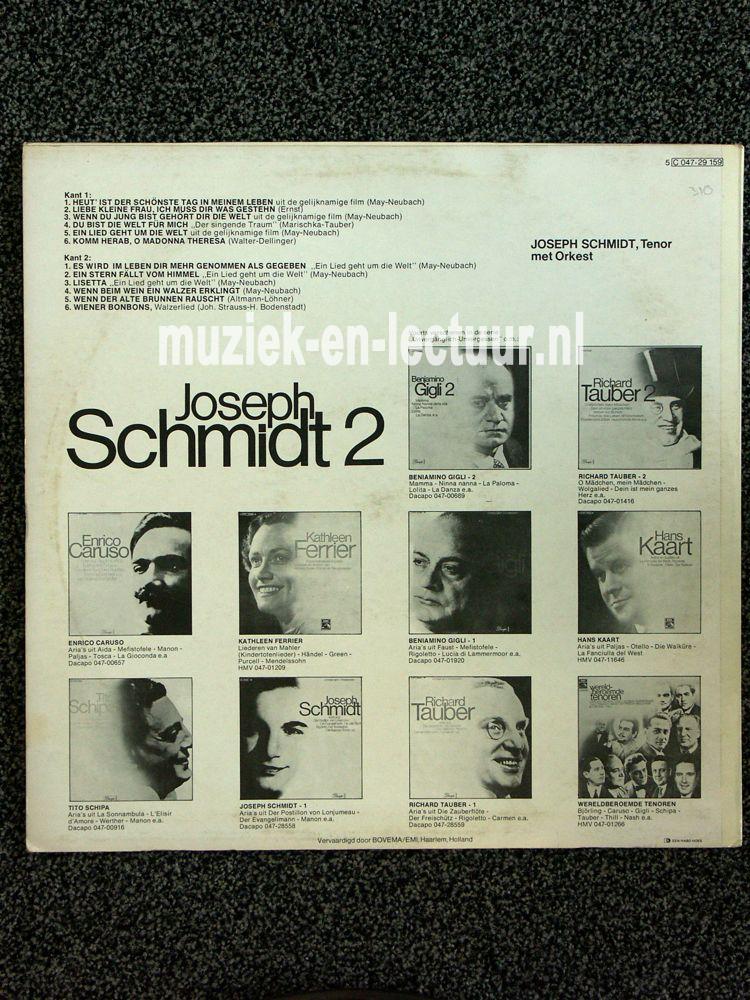 5 C 047-29 159
310
Kant 1:
1. HEUT' IST DER SCHÖNSTE TAG IN MEINEM LEBEN uit de gelijknamige film (May-Neubach)
2. LIEBE KLEINE FRAU, ICH MUSS DIR WAS GESTEHN (Ernst)
3. WENN DU JUNG BIST GEHÖRT DIR DIE WELT uit de gelijknamige film (May-Neubach)
4. DU BIST DIE WELT FÜR MICH „Der singende Traum" (Marischka-Tauber)
5. EIN LIED GEHT UM DIE WELT uit de gelijknamige film (May-Neubach)
6. KOMM HERAB, O MADONNA THERESA (Walter-Dellinger)
JOSEPH SCHMIDT, Tenor
met Orkest
Kant 2:
1. ES WIRD IM LEBEN DIR MEHR GENOMMEN ALS GEGEBEN „Ein Lied geht um die Welt" (May-Neubach)
2. EIN STERN FÄLLT VOM HIMMEL „Ein Lied geht um die Welt" (May-Neubach)
3. LISETTA „Ein Lied geht um die Welt" (May-Neubach)
4. WENN BEIM WEIN EIN WALZER ERKLINGT (May-Neubach)
5. WENN DER ALTE BRUNNEN RAUSCHT (Altmann-Löhner)
6. WIENER BONBONS, Walzerlied (Joh. Strauss-H. Bodenstadt)
muziek-en-lectuur.nl
Joseph
Schmidt 2
Beniamino
Gigli 2
Richard
Tauber 2
BENIAMINO GIGLI - 2
Mamma - Ninna nanna - La Paloma -
Lolita - La Danza e.a.
Dacapo 047-00689
RICHARD TAUBER - 2
O Mädchen, mein Mädchen -
Wolgalied - Dein ist mein ganzes
Herz e.a.
Dacapo 047-01416
Enrico
Caruso
Kathleen
Ferrier
Hans
Kaart
ENRICO CARUSO
Aria's uit Aida - Mefistofele - Manon -
Paljas - Tosca - La Gioconda e.a
Dacapo 047-00657
KATHLEEN FERRIER
Liederen van Mahler
(Kindertotenlieder) - Händel - Green -
Purcell - Mendelssohn
HMV 047-01209
BENIAMINO GIGLI - 1
Aria's uit Faust - Mefistofele -
Rigoletto - Lucia di Lammermoor e.a.
Dacapo 047-01920
HANS KAART
Aria's uit Paljas - Otello - Die Walküre -
La Fanciulla del West
HMV 047-11646
Tito
Schipa
Joseph
Schmidt
Richard
Tauber
wereld-
beroemde
tenoren
TITO SCHIPA
Aria's uit La Sonnambula - L'Elisir
d'Amore - Werther - Manon e.a.
Dacapo 047-00916
JOSEPH SCHMIDT - 1
Aria's uit Der Postillon von Lonjumeau -
Der Evangelimann - Manon e.a.
Dacapo 047-28558
RICHARD TAUBER - 1
Aria's uit Die Zauberflöte -
Der Freischütz - Rigoletto - Carmen e.a.
Dacapo 047-28559
WERELDBEROEMDE TENOREN
Björling - Caruso - Gigli - Schipa -
Tauber - Thill - Nash e.a.
HMV 047-01266
Vervaardigd door BOVEMA/EMI, Haarlem, Holland
EEN HABO HOES